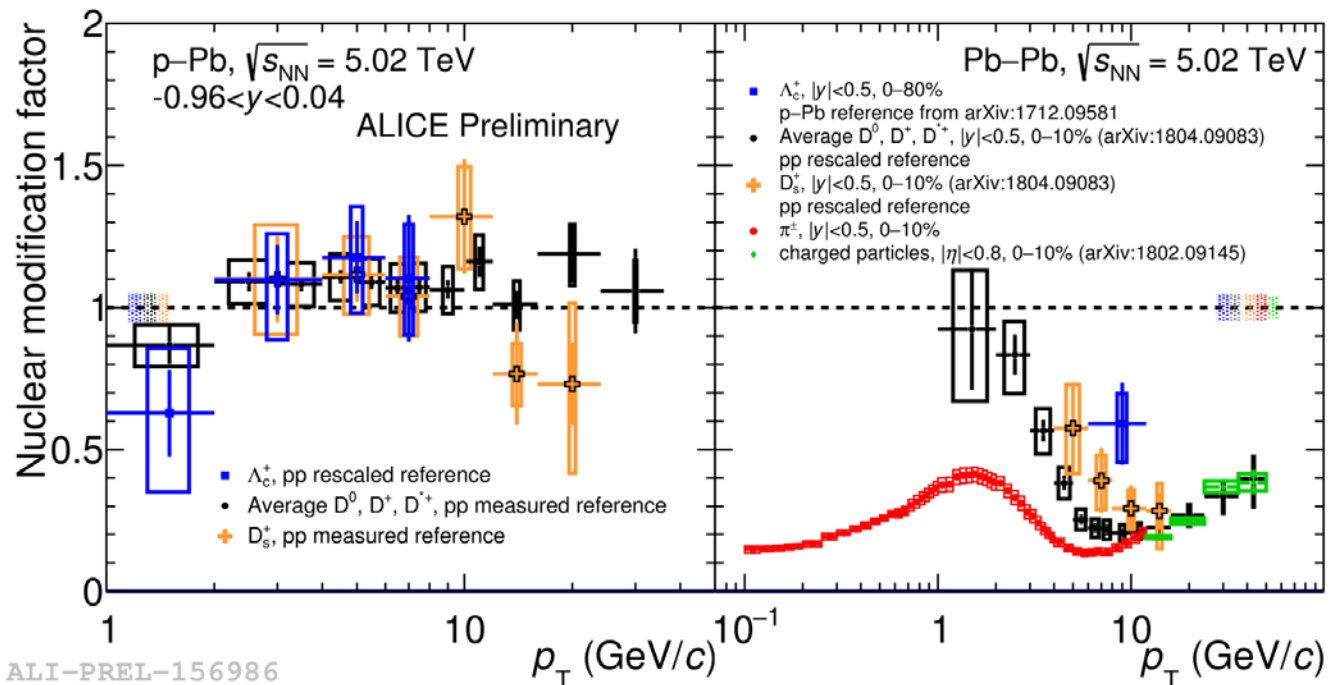 Nuclear modification factor
2
1.5
1
0.5
0
p–Pb, √sNN = 5.02 TeV
-0.96<y<0.04
ALICE Preliminary
Λc+, pp rescaled reference
Average D0, D+, D*+, pp measured reference
Ds+, pp measured reference
1
10
pT (GeV/c)
Pb–Pb, √sNN = 5.02 TeV
Λc+, |y|<0.5, 0–80%
p–Pb reference from arXiv:1712.09581
Average D0, D+, D*+, |y|<0.5, 0–10% (arXiv:1804.09083)
pp rescaled reference
Ds+, |y|<0.5, 0–10% (arXiv:1804.09083)
pp rescaled reference
π±, |y|<0.5, 0–10%
charged particles, |η|<0.8, 0–10% (arXiv:1802.09145)
10−1
1
10
pT (GeV/c)
ALI-PREL-156986